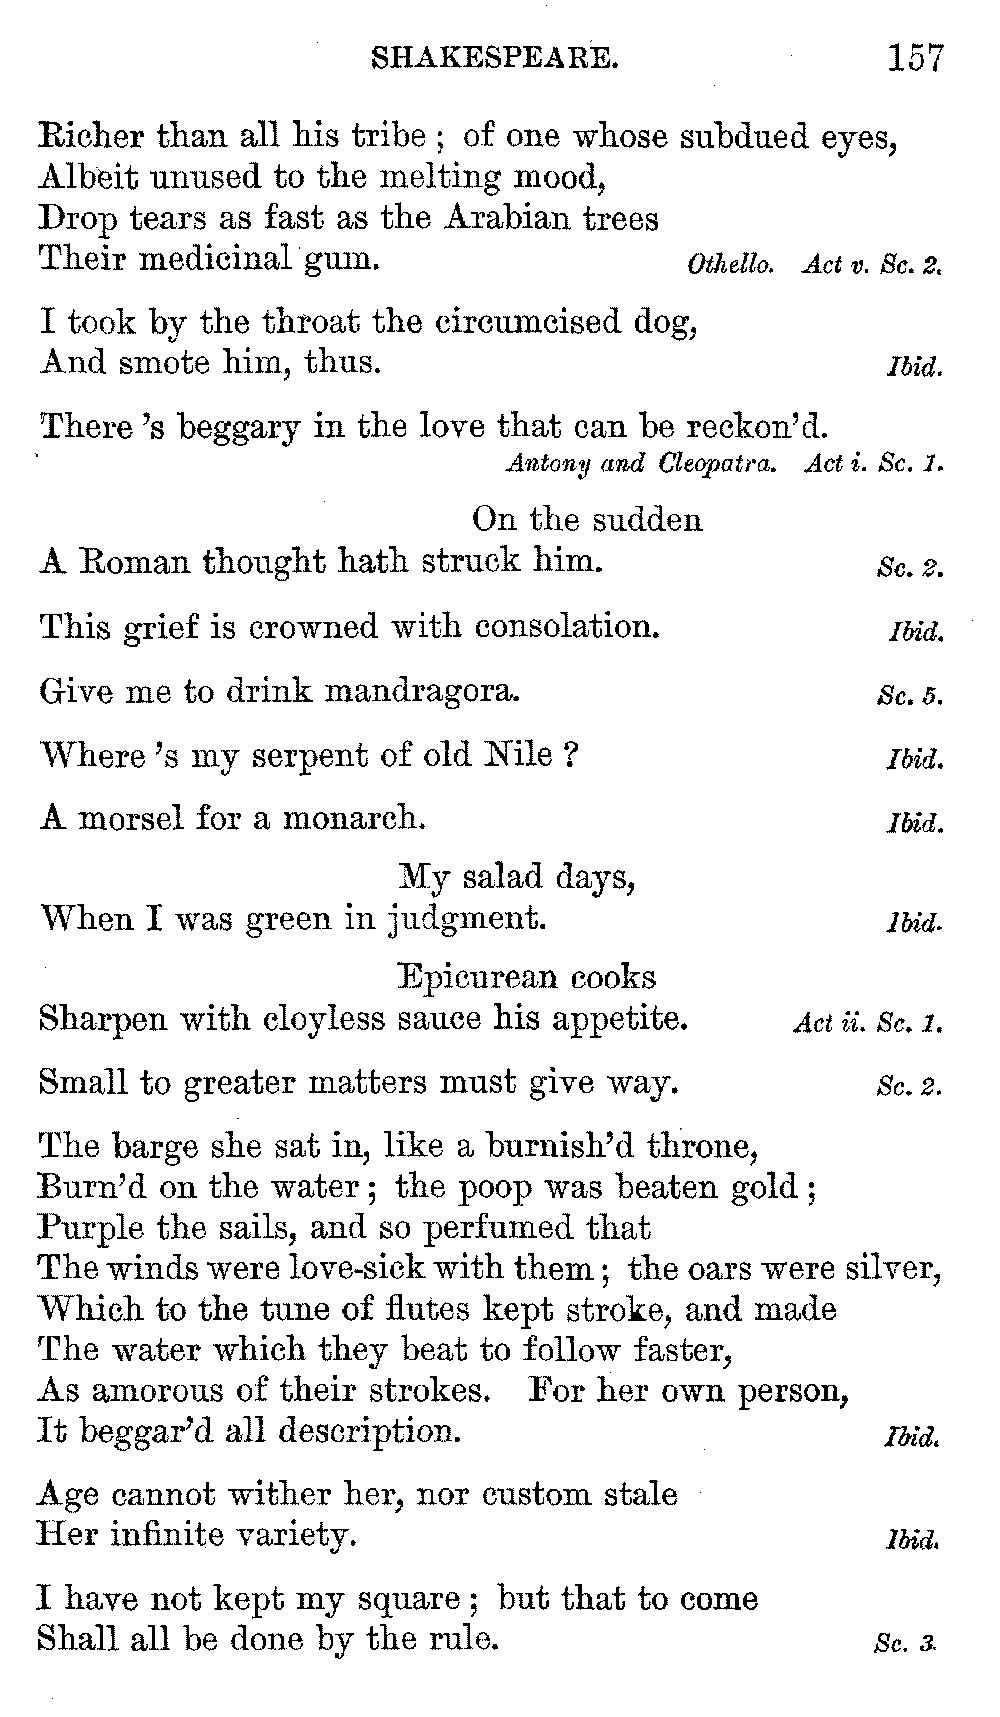 SHAKESPEARE. 157
Richer than all his tribe ; of one whose subdued eyes,
Albeit unused to the melting mood,
Drop tears as fast as the Arabian trees
Their medicinal gum. Othello. Act v. Sc. 2.
I took by the throat the circumcised dog,
And smote him, thus. Ibid.
There 's beggary in the love that can be reckon'd.
Antony and Cleopatra. Act i. Sc. 1.
On the sudden
A Roman thought hath struck him. Sc. 2.
This grief is crowned with consolation. Ibid.
Give me to drink mandragora. Sc. 5.
Where 's my serpent of old Nile ? Ibid.
A morsel for a monarch. Ibid.
My salad days,
When I was green in judgment. Ibid.
Epicurean cooks
Sharpen with cloyless sauce his appetite. Act ii. Sc. 1.
Small to greater matters must give way. Sc. 2.
The barge she sat in, like a burnish'd throne,
Burn'd on the water ; the poop was beaten gold ;
Purple the sails, and so perfumed that
The winds were love-sick with them ; the oars were silver,
Which to the tune of flutes kept stroke, and made
The water which they beat to follow faster,
As amorous of their strokes. For her own person,
It beggar'd all description. Ibid.
Age cannot wither her, nor custom stale
Her infinite variety. Ibid.
I have not kept my square ; but that to come
Shall all be done by the rule. Sc. 3.